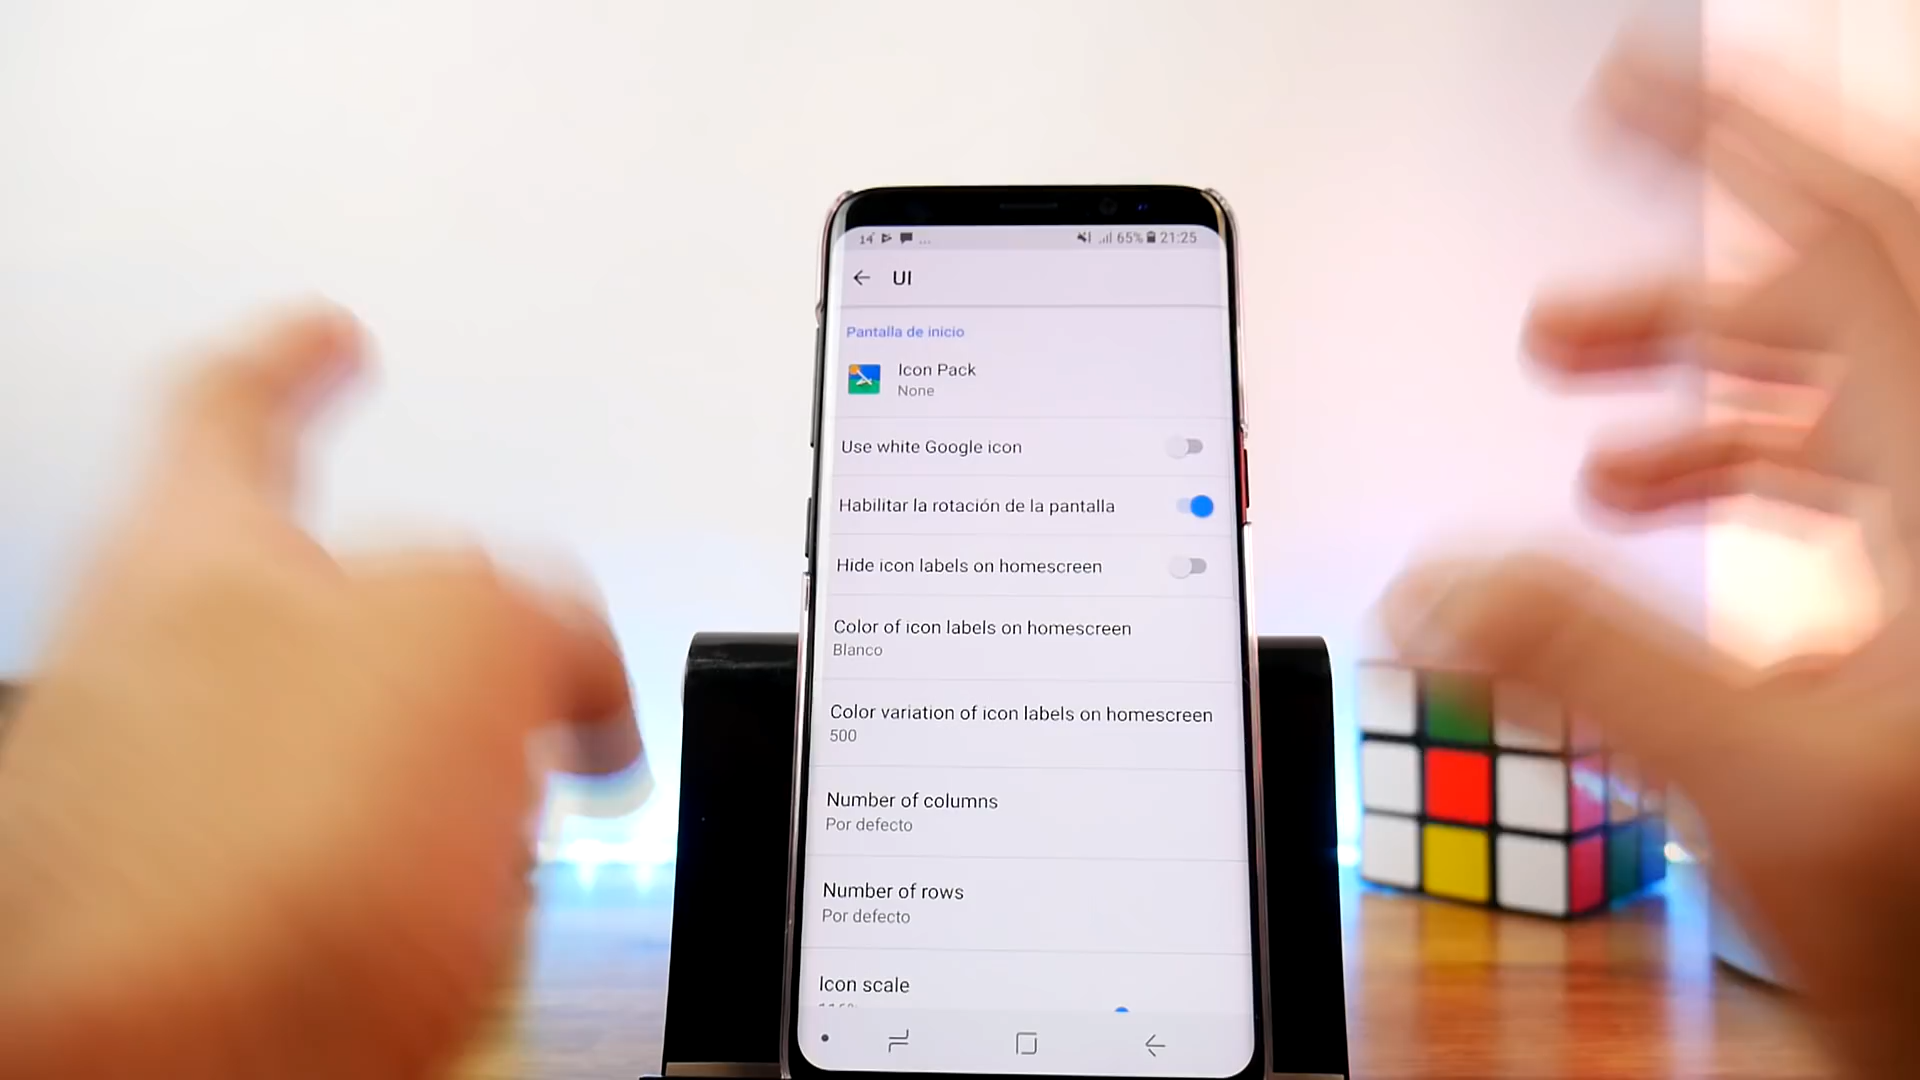 14° ... 65% 21:25
UI
Pantalla de inicio
Icon Pack
None
Use white Google icon
Habilitar la rotación de la pantalla
Hide icon labels on homescreen
Color of icon labels on homescreen
Blanco
Color variation of icon labels on homescreen
500
Number of columns
Por defecto
Number of rows
Por defecto
Icon scale